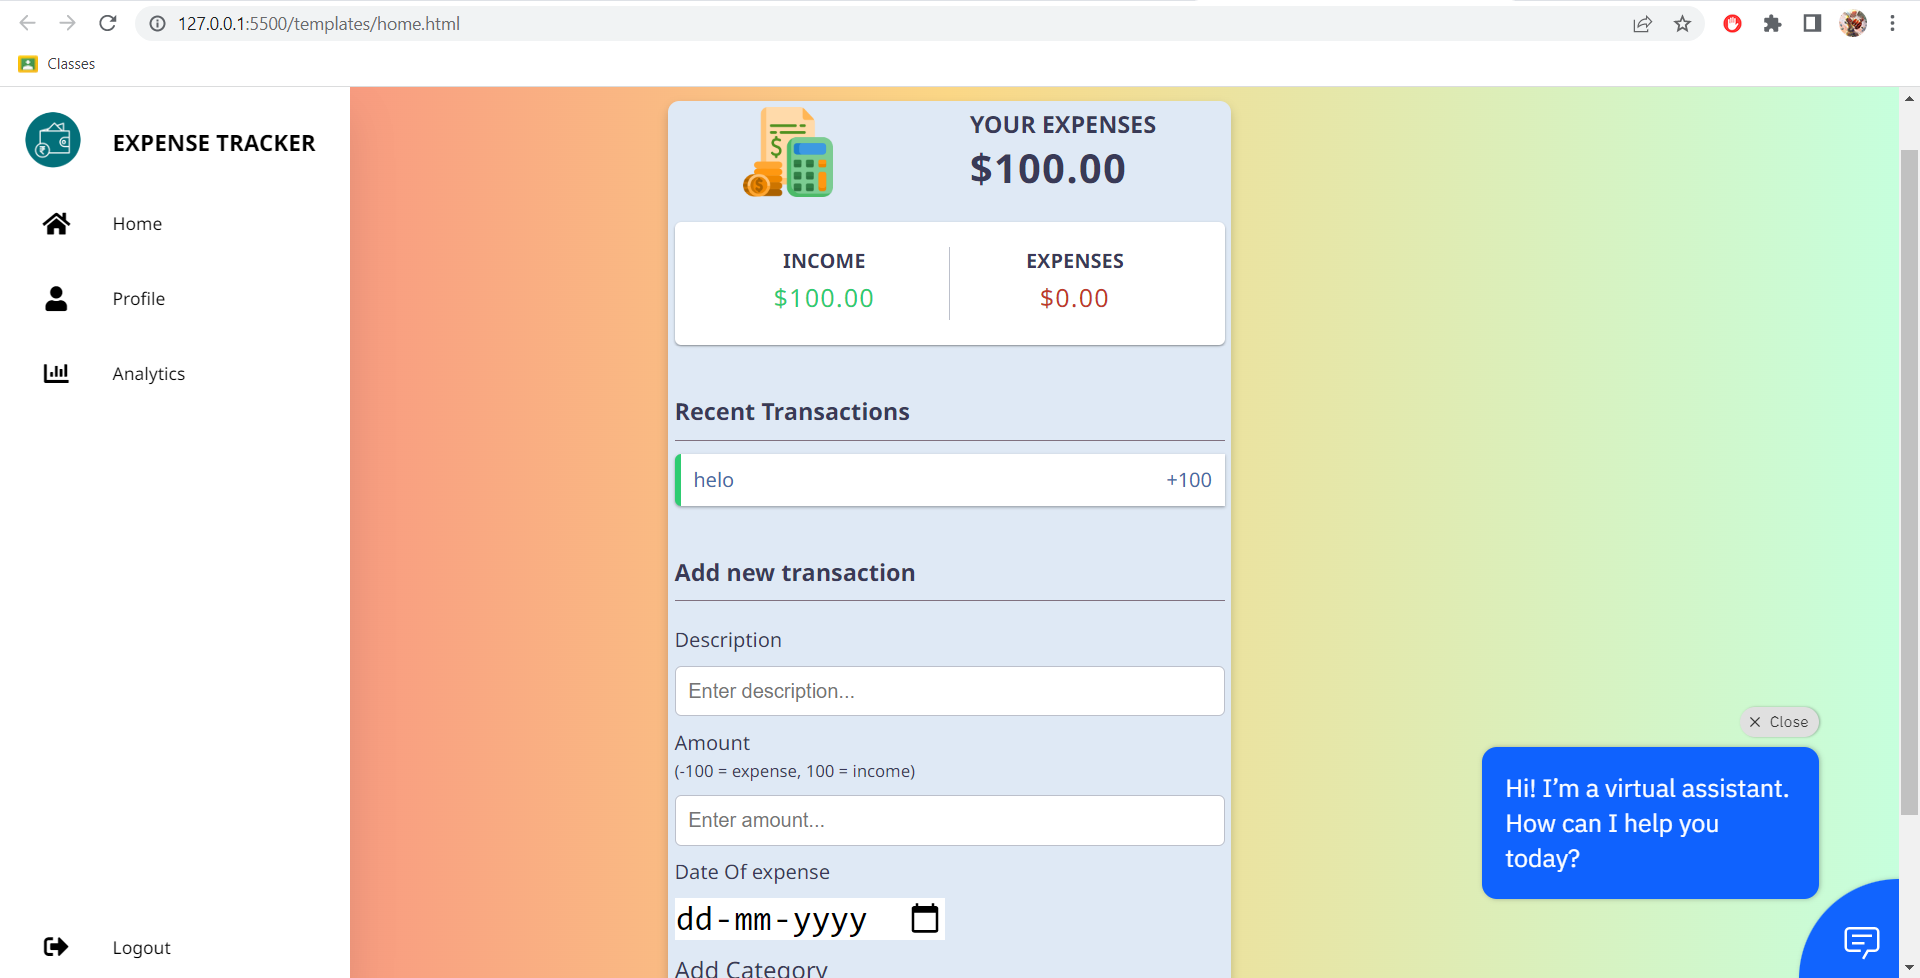 127.0.0.1:5500/templates/home.html
Classes
EXPENSE TRACKER
Home
Profile
Analytics
Logout
YOUR EXPENSES
$100.00
INCOME
$100.00
EXPENSES
$0.00
Recent Transactions
helo +100
Add new transaction
Description
Enter description...
Amount
(-100 = expense, 100 = income)
Enter amount...
Date Of expense
dd-mm-yyyy
Add Category
Close
Hi! I’m a virtual assistant.
How can I help you
today?